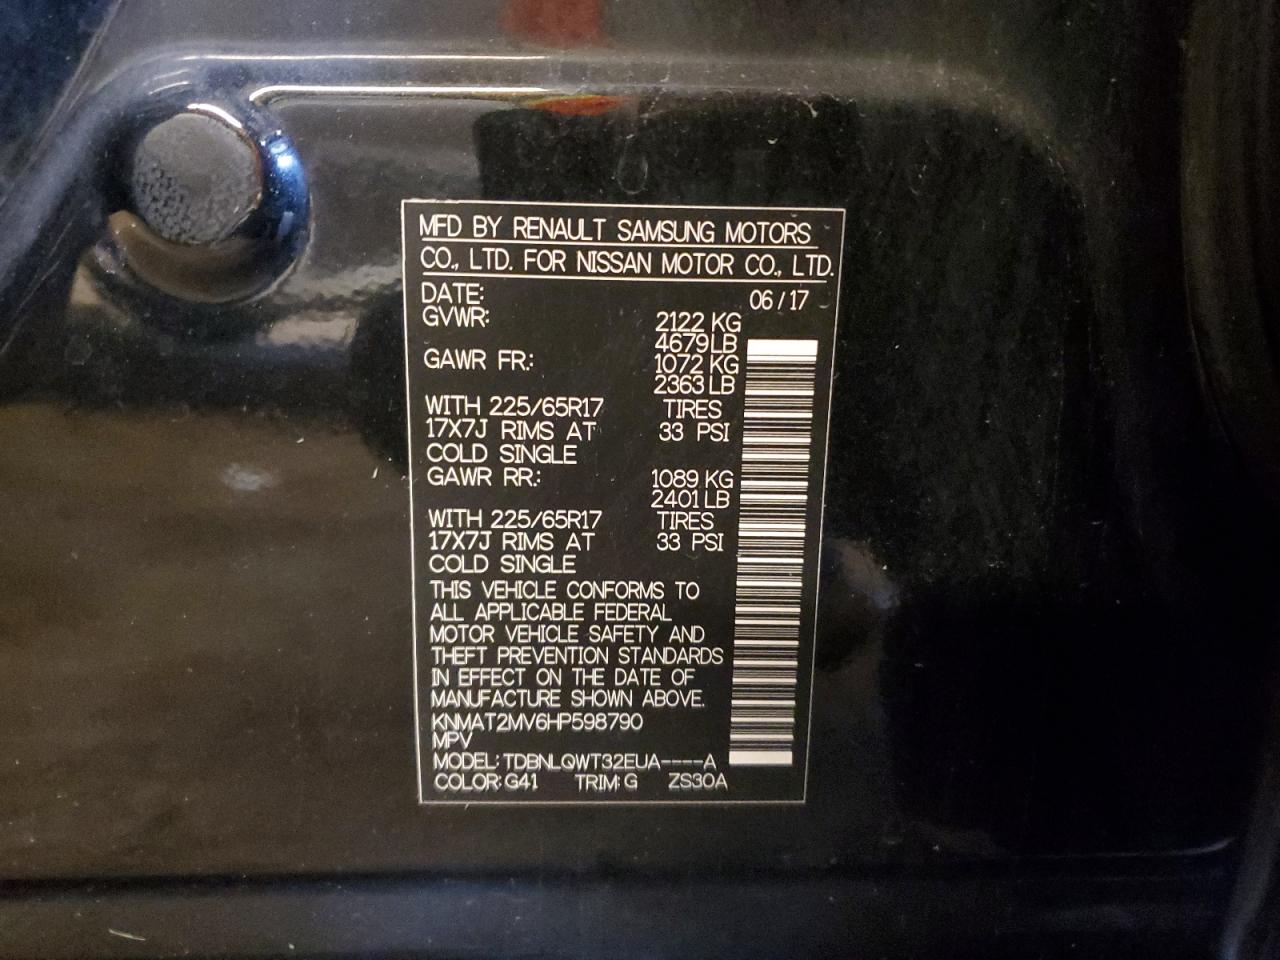 MFD BY RENAULT SAMSUNG MOTORS
CO., LTD. FOR NISSAN MOTOR CO., LTD.
DATE: 06/17
GVWR: 2122 KG
4679 LB
GAWR FR.: 1072 KG
2363 LB
WITH 225/65R17 TIRES
17X7J RIMS AT 33 PSI
COLD SINGLE
GAWR RR.: 1089 KG
2401 LB
WITH 225/65R17 TIRES
17X7J RIMS AT 33 PSI
COLD SINGLE
THIS VEHICLE CONFORMS TO
ALL APPLICABLE FEDERAL
MOTOR VEHICLE SAFETY AND
THEFT PREVENTION STANDARDS
IN EFFECT ON THE DATE OF
MANUFACTURE SHOWN ABOVE.
KNMAT2MV6HP598790
MPV
MODEL: TDBNLQWT32EUA----A
COLOR: G41 TRIM: G ZS30A